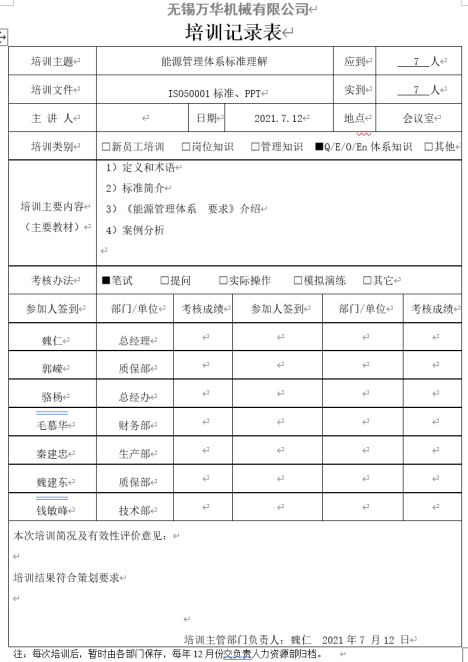 无锡万华机械有限公司
培训记录表
培训主题 能源管理体系标准理解 应到 7 人
培训文件 ISO50001 标准、PPT 实到 7 人
主 讲 人 日期 2021.7.12 地点 会议室
培训类别 □新员工培训 □岗位知识 □管理知识 ■Q/E/O/En 体系知识 □其他
培训主要内容
（主要教材）
1）定义和术语
2）标准简介
3）《能源管理体系 要求》介绍
4）案例分析
考核办法 ■笔试 □提问 □实际操作 □模拟演练 □其它
参加人签到 部门/单位 考核成绩 参加人签到 部门/单位 考核成绩
魏仁 总经理
郭嵘 质保部
骆杨 总经办
毛慕华 财务部
秦建忠 生产部
魏建东 质保部
钱敏峰 技术部
本次培训简况及有效性评价意见：
培训结果符合策划要求
培训主管部门负责人：魏仁 2021 年 7 月 12 日
注：每次培训后，暂时由各部门保存，每年 12 月份交负责人力资源部归档。